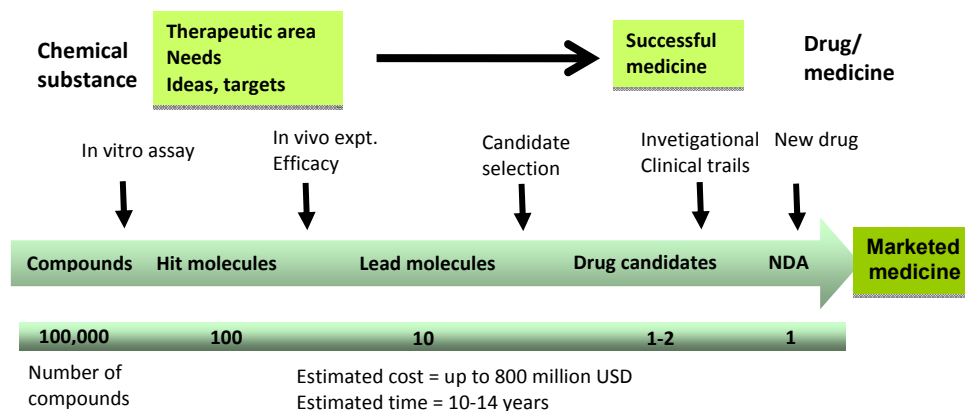 Chemical
substance
Therapeutic area
Needs
Ideas, targets
Successful
medicine
Drug/
medicine
In vitro assay
In vivo expt.
Efficacy
Candidate
selection
Invetigational
Clinical trails
New drug
Compounds
Hit molecules
Lead molecules
Drug candidates
NDA
Marketed
medicine
100,000
100
10
1-2
1
Number of
compounds
Estimated cost = up to 800 million USD
Estimated time = 10-14 years